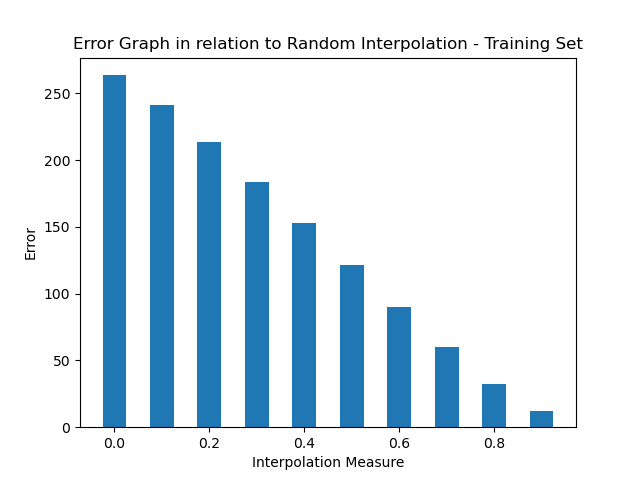 Error Graph in relation to Random Interpolation - Training Set
250
200
150
100
50
0
Error
0.0 0.2 0.4 0.6 0.8
Interpolation Measure